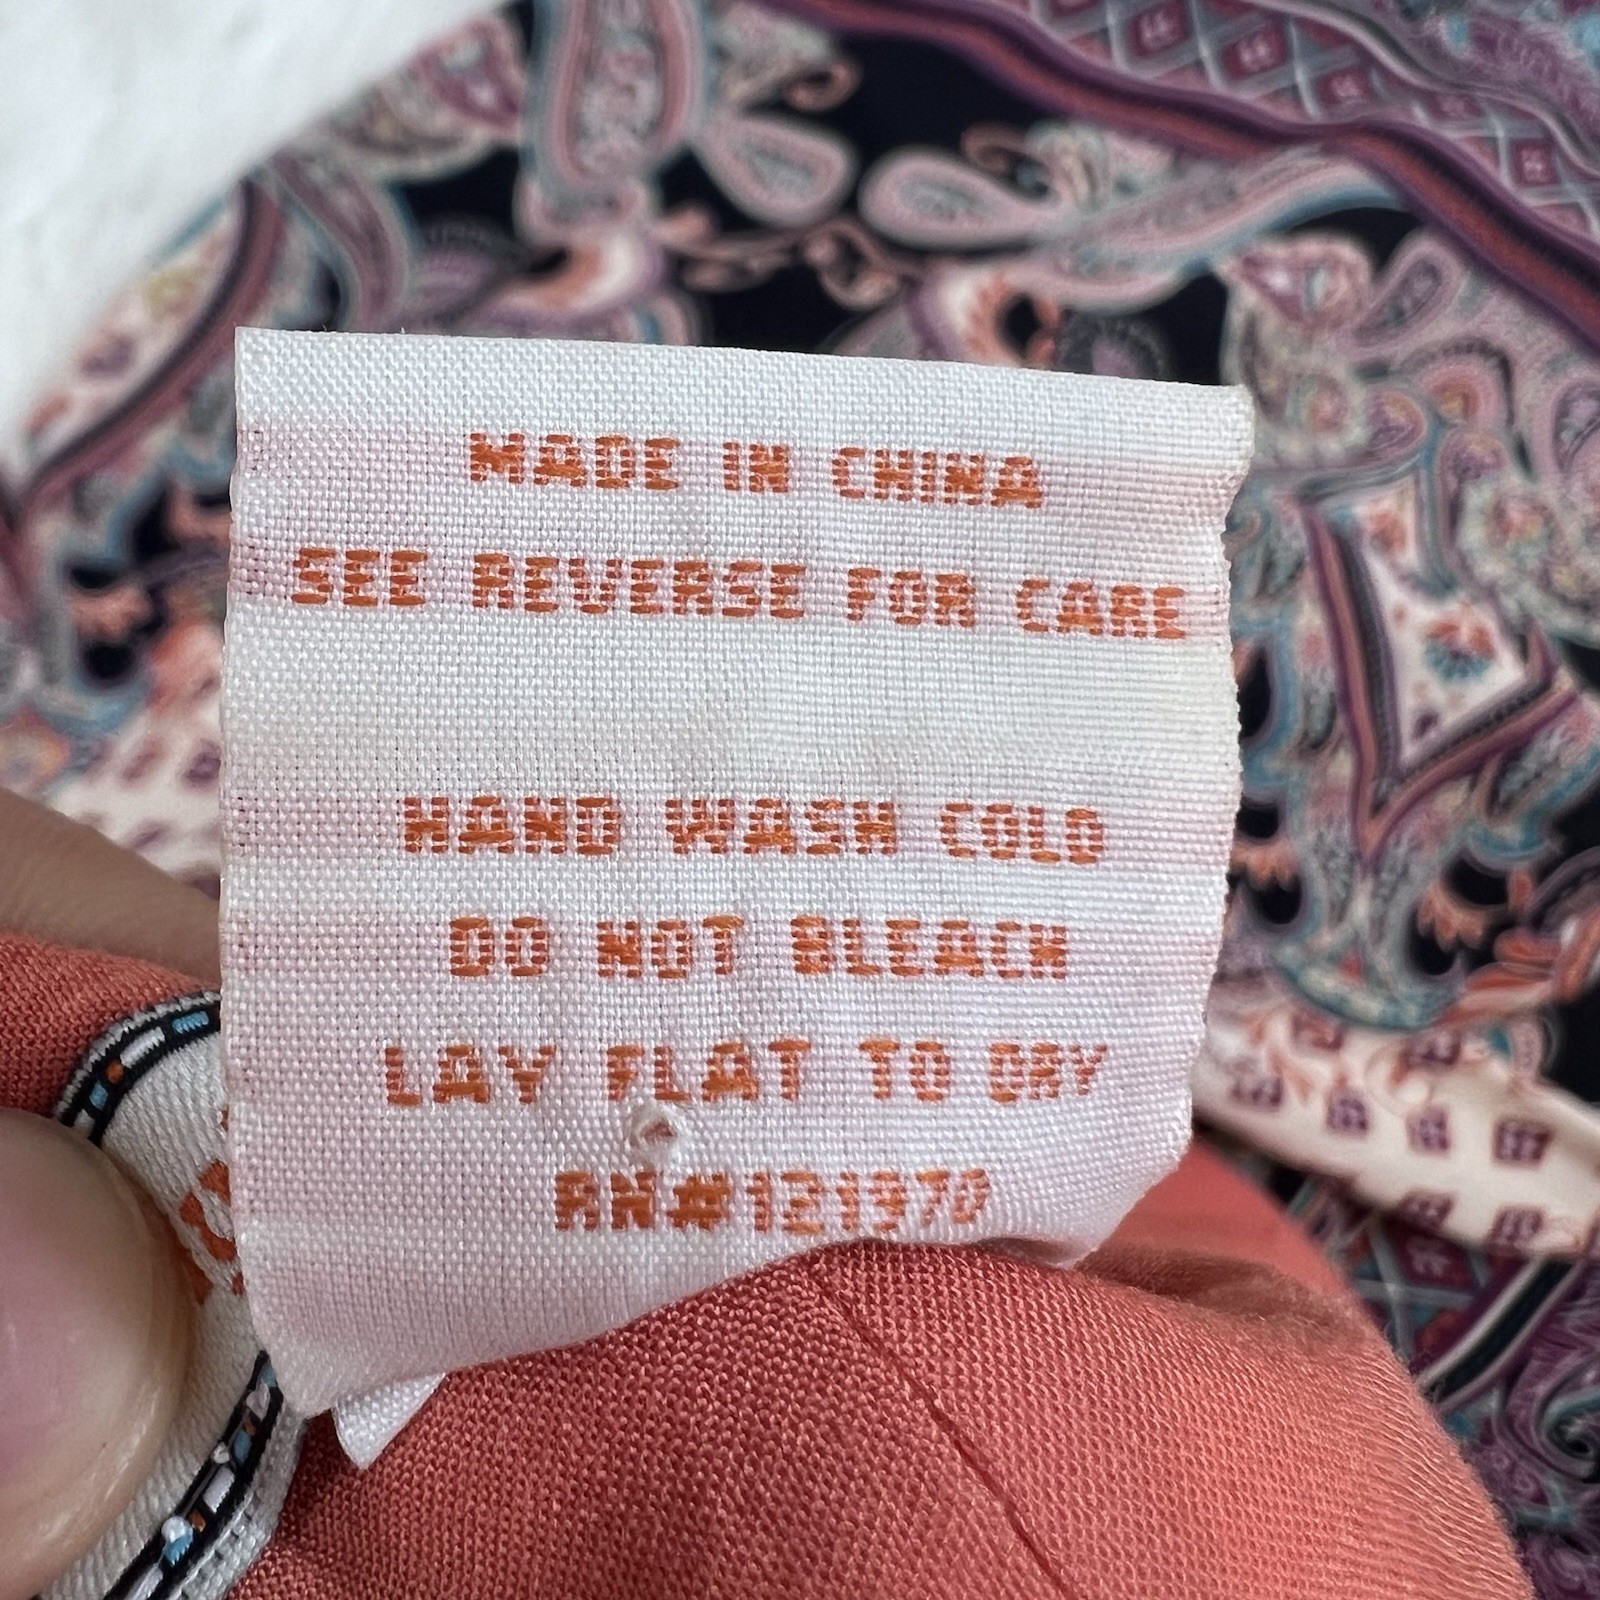 MADE IN CHINA
SEE REVERSE FOR CARE
HAND WASH COLD
DO NOT BLEACH
LAY FLAT TO DRY
RN#121970